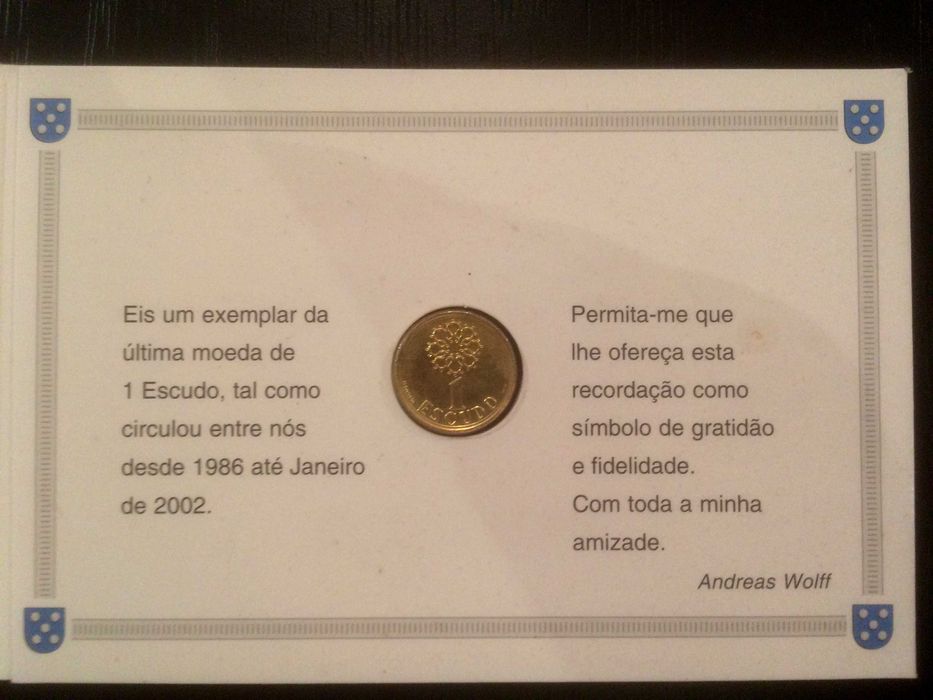 Eis um exemplar da
última moeda de
1 Escudo, tal como
circulou entre nós
desde 1986 até Janeiro
de 2002.
1
ESCUDO
Permita-me que
lhe ofereça esta
recordação como
símbolo de gratidão
e fidelidade.
Com toda a minha
amizade.
Andreas Wolff